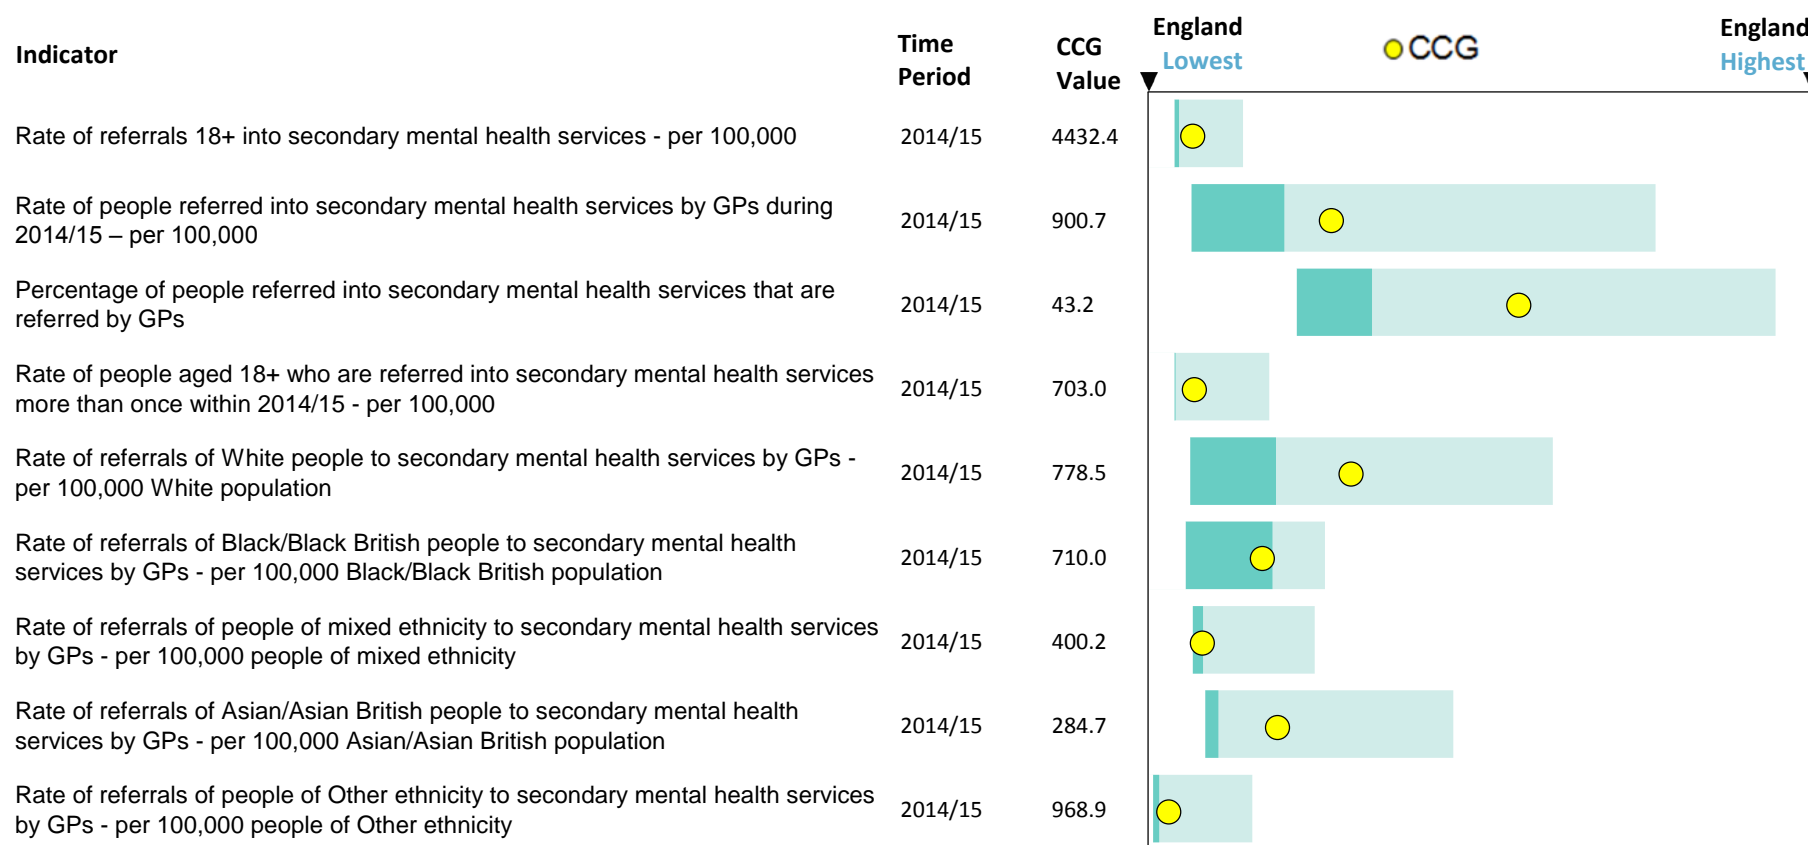 Indicator
Time
Period
CCG
Value
England
Lowest
CCG
England
Highest
Rate of referrals 18+ into secondary mental health services - per 100,000
2014/15
4432.4
Rate of people referred into secondary mental health services by GPs during
2014/15 – per 100,000
2014/15
900.7
Percentage of people referred into secondary mental health services that are
referred by GPs
2014/15
43.2
Rate of people aged 18+ who are referred into secondary mental health services
more than once within 2014/15 - per 100,000
2014/15
703.0
Rate of referrals of White people to secondary mental health services by GPs -
per 100,000 White population
2014/15
778.5
Rate of referrals of Black/Black British people to secondary mental health
services by GPs - per 100,000 Black/Black British population
2014/15
710.0
Rate of referrals of people of mixed ethnicity to secondary mental health services
by GPs - per 100,000 people of mixed ethnicity
2014/15
400.2
Rate of referrals of Asian/Asian British people to secondary mental health
services by GPs - per 100,000 Asian/Asian British population
2014/15
284.7
Rate of referrals of people of Other ethnicity to secondary mental health services
by GPs - per 100,000 people of Other ethnicity
2014/15
968.9